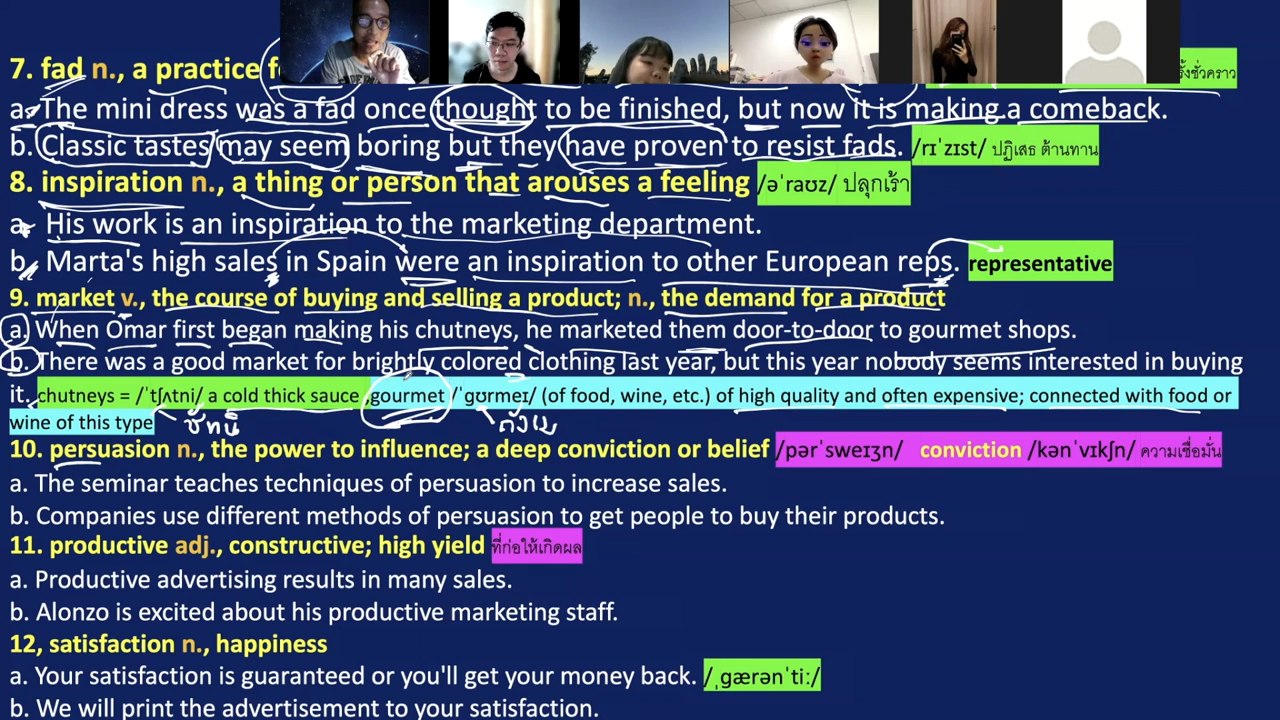 7. fad n., a practice f
รั้งชั่วคราว
a. The mini dress was a fad once thought to be finished, but now it is making a comeback.
b. Classic tastes may seem boring but they have proven to resist fads. /rɪˈzɪst/ ปฏิเสธ ต้านทาน
8. inspiration n., a thing or person that arouses a feeling /əˈraʊz/ ปลุกเร้า
a. His work is an inspiration to the marketing department.
b. Marta's high sales in Spain were an inspiration to other European reps. representative
9. market v., the course of buying and selling a product; n., the demand for a product
a. When Omar first began making his chutneys, he marketed them door-to-door to gourmet shops.
b. There was a good market for brightly colored clothing last year, but this year nobody seems interested in buying
it. chutneys = /ˈtʃʌtni/ a cold thick sauce ,gourmet /ˈɡʊrmeɪ/ (of food, wine, etc.) of high quality and often expensive; connected with food or
wine of this type ชัทนิ
10. persuasion n., the power to influence; a deep conviction or belief /pərˈsweɪʒn/ conviction /kənˈvɪkʃn/ ความเชื่อมั่น
a. The seminar teaches techniques of persuasion to increase sales.
b. Companies use different methods of persuasion to get people to buy their products.
11. productive adj., constructive; high yield ที่ก่อให้เกิดผล
a. Productive advertising results in many sales.
b. Alonzo is excited about his productive marketing staff.
12, satisfaction n., happiness
a. Your satisfaction is guaranteed or you'll get your money back. /ˌɡærənˈtiː/
b. We will print the advertisement to your satisfaction.